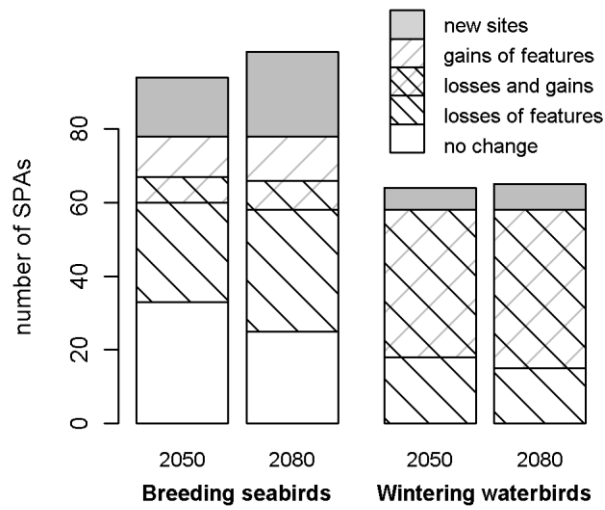 new sites
gains of features
losses and gains
losses of features
no change
number of SPAs
80
60
40
20
0
2050 2080 2050 2080
Breeding seabirds Wintering waterbirds